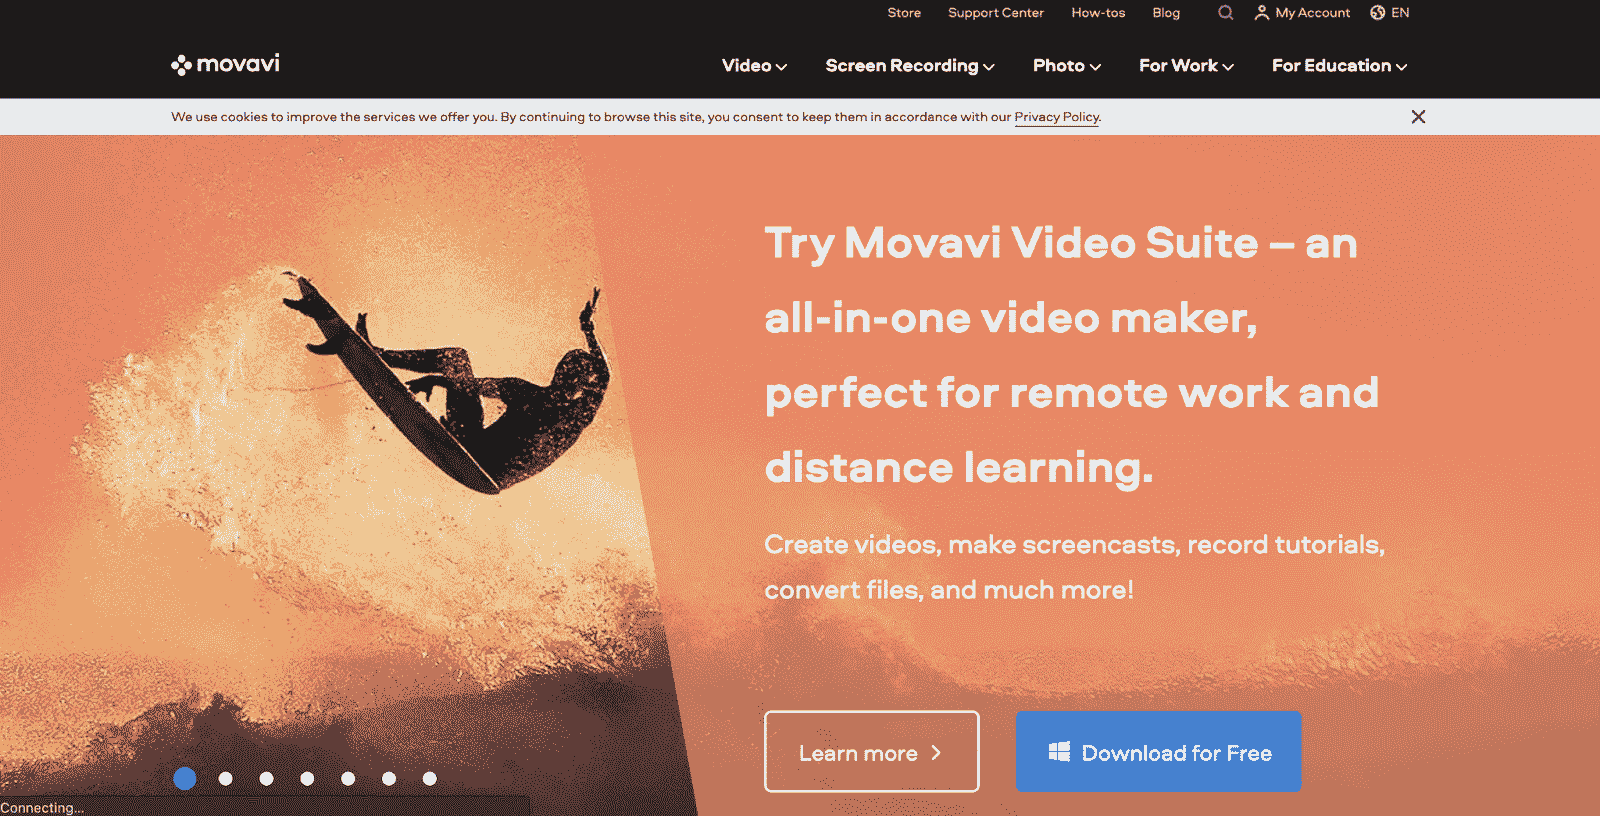 Store Support Center How-tos Blog My Account EN
movavi Video Screen Recording Photo For Work For Education
We use cookies to improve the services we offer you. By continuing to browse this site, you consent to keep them in accordance with our Privacy Policy.
Try Movavi Video Suite – an
all-in-one video maker,
perfect for remote work and
distance learning.
Create videos, make screencasts, record tutorials,
convert files, and much more!
Learn more Download for Free
Connecting...